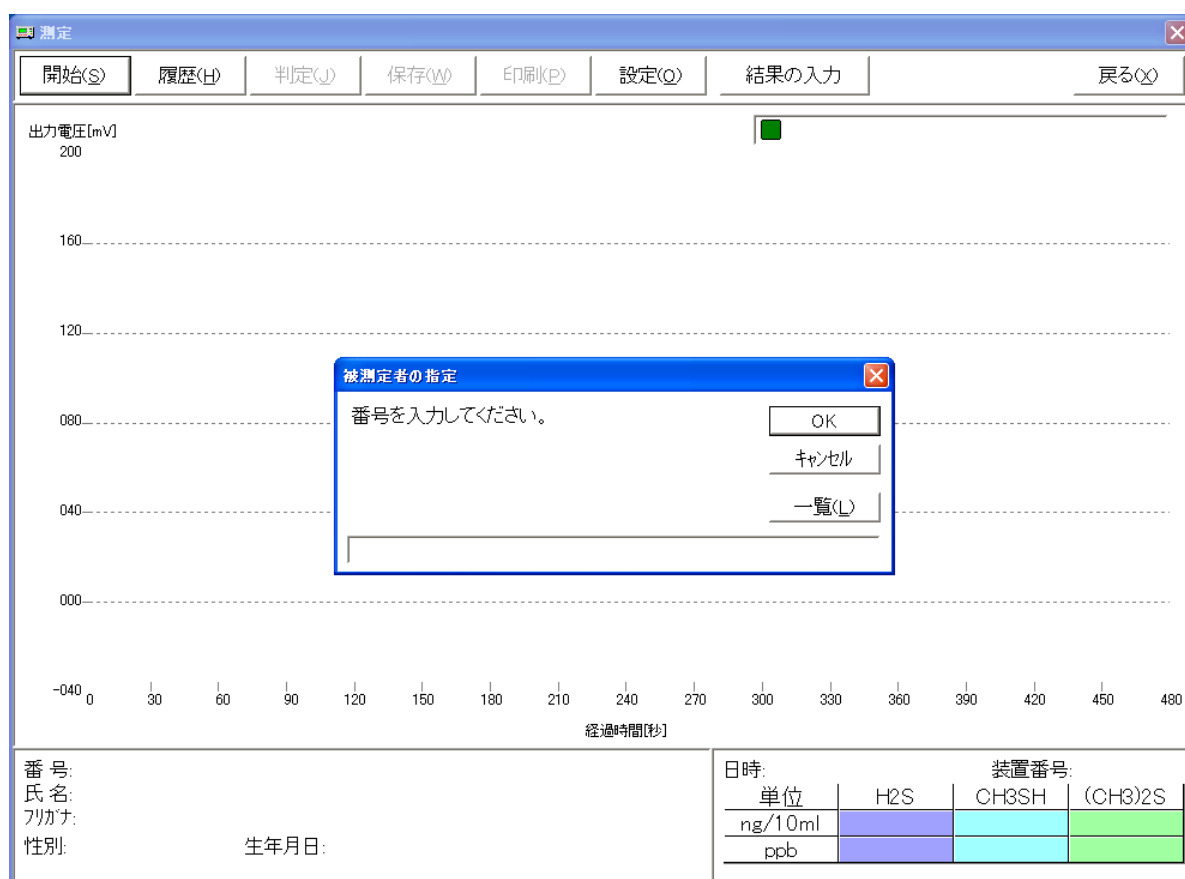 測定
開始(S) 履歴(H) 判定(J) 保存(W) 印刷(P) 設定(O) 結果の入力 戻る(X)
出力電圧[mV]
200
160
120
080
040
000
-040
0 30 60 90 120 150 180 210 240 270 300 330 360 390 420 450 480
経過時間[秒]
被測定者の指定
番号を入力してください。
OK
キャンセル
一覧(L)
番 号:
氏 名:
フリガナ:
性別: 生年月日:
日時: 装置番号:
単位 H2S CH3SH (CH3)2S
ng/10ml
ppb